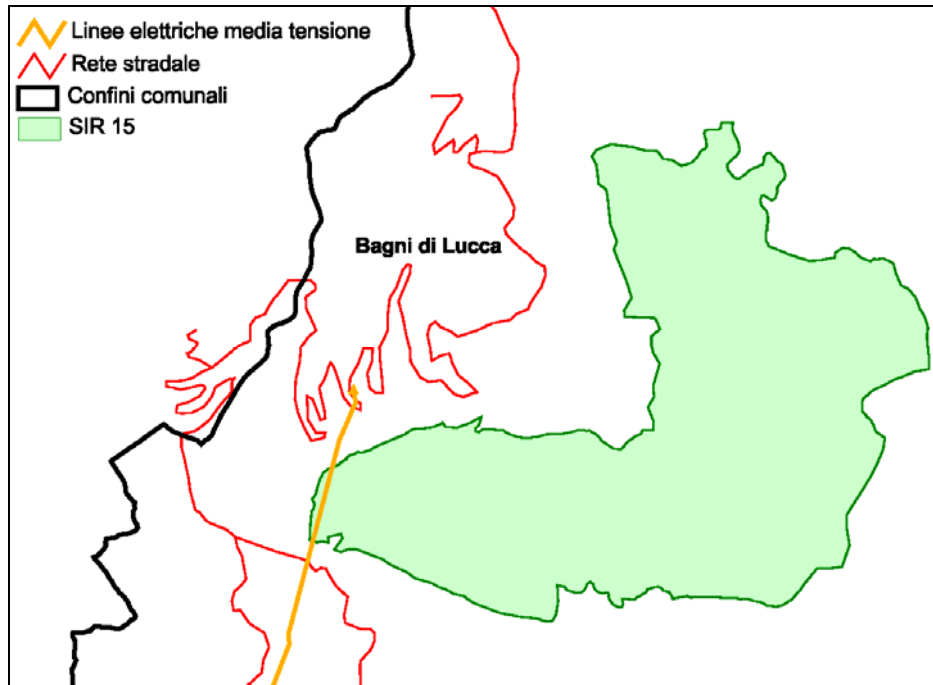 Linee elettriche media tensione
Rete stradale
Confini comunali
SIR 15
Bagni di Lucca